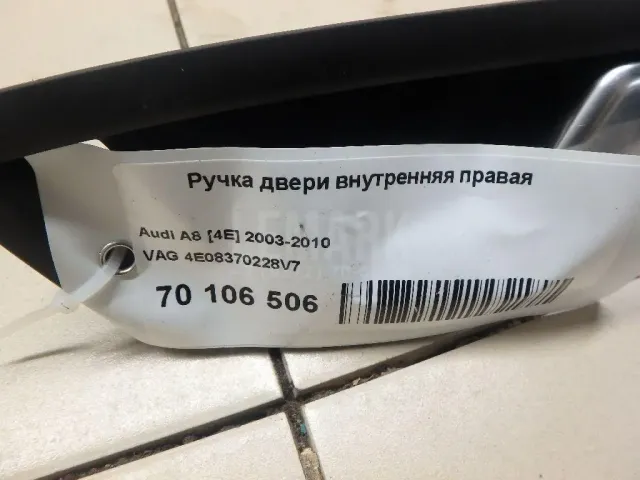 Ручка двери внутренняя правая
Audi A8 [4E] 2003-2010
VAG 4E08370228V7
70 106 506